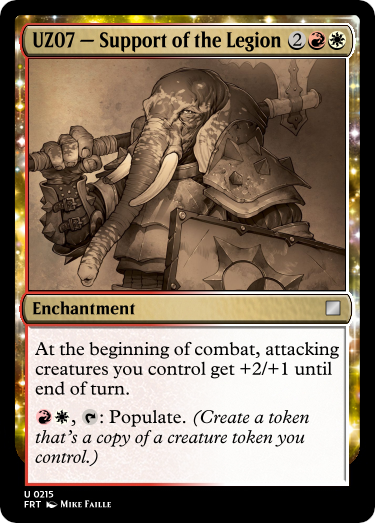 UZ07 — Support of the Legion 2
Enchantment
At the beginning of combat, attacking
creatures you control get +2/+1 until
end of turn.
, : Populate. (Create a token
that's a copy of a creature token you
control.)
U 0215
FRT Mike Faille